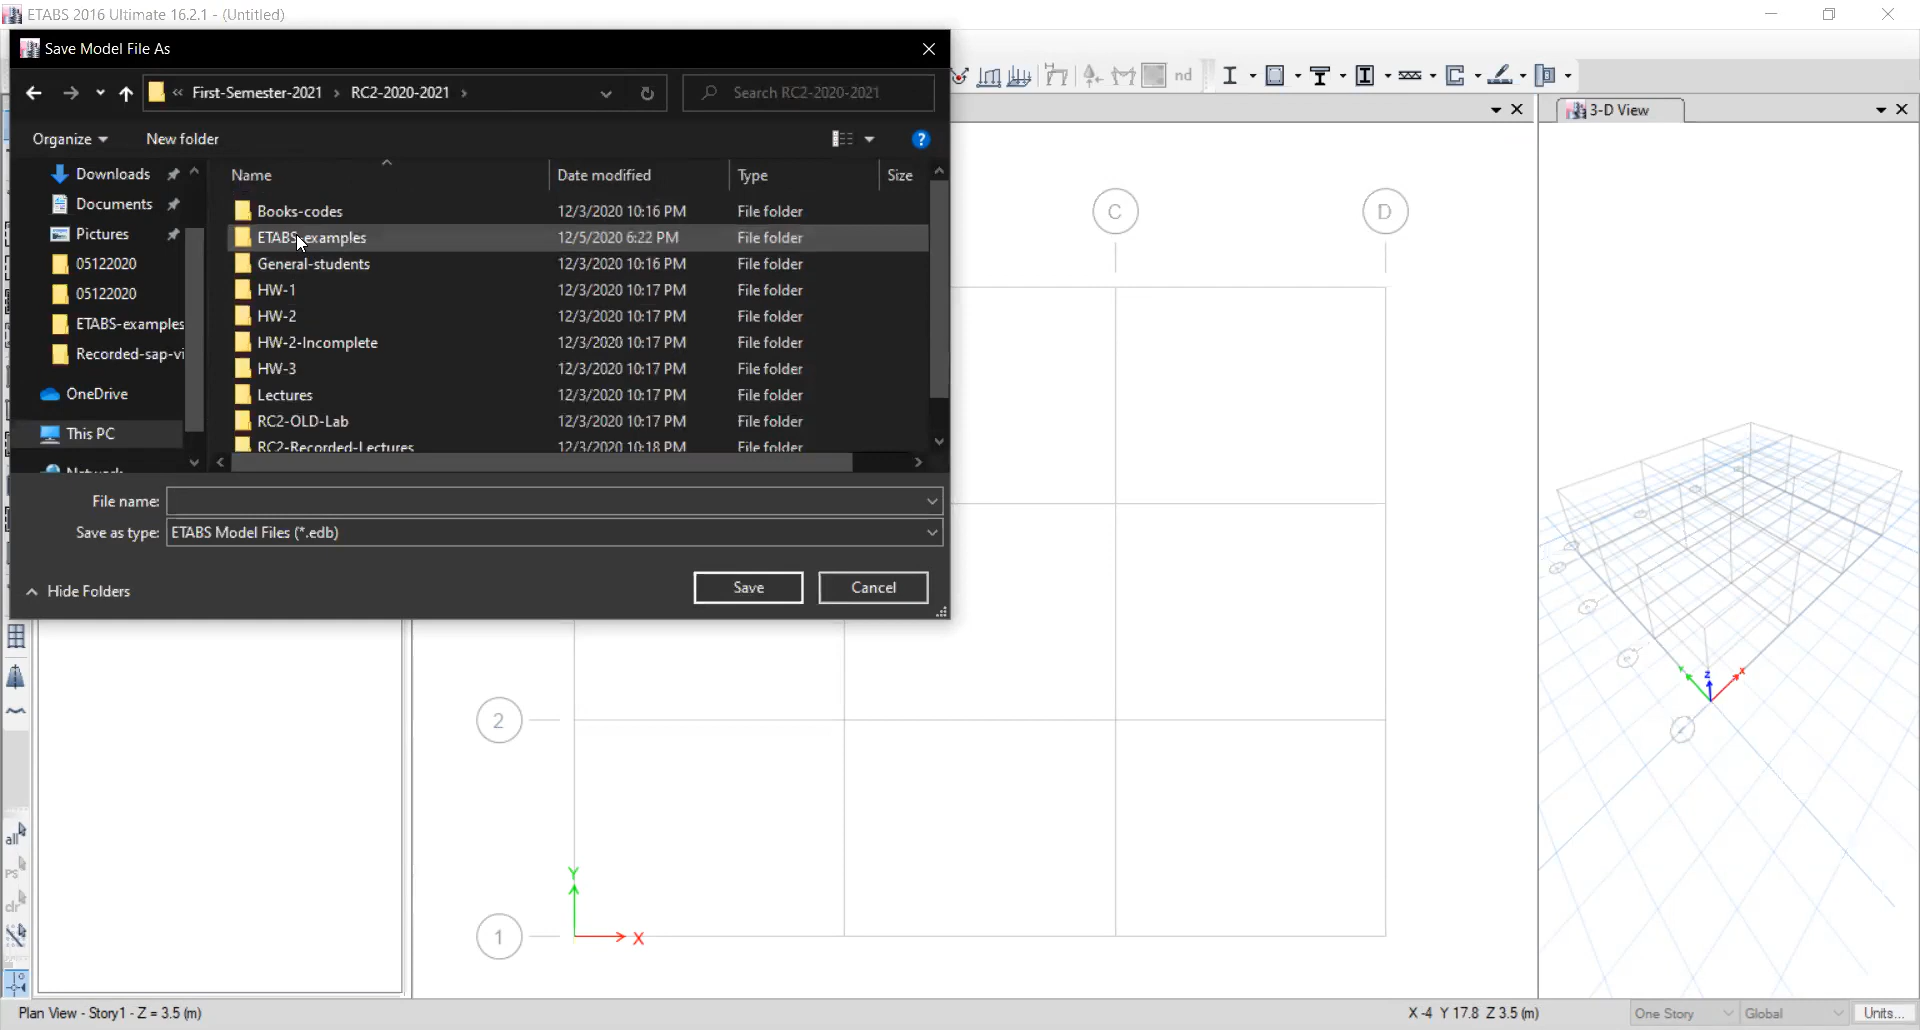 ETABS 2016 Ultimate 16.2.1 - (Untitled)
Save Model File As
« First-Semester-2021 › RC2-2020-2021 ›
Search RC2-2020-2021
Organize
New folder
Downloads
Documents
Pictures
05122020
05122020
ETABS-examples
Recorded-sap-vi
OneDrive
This PC
Network
Name Date modified Type Size
Books-codes 12/3/2020 10:16 PM File folder
ETABS-examples 12/5/2020 6:22 PM File folder
General-students 12/3/2020 10:16 PM File folder
HW-1 12/3/2020 10:17 PM File folder
HW-2 12/3/2020 10:17 PM File folder
HW-2-Incomplete 12/3/2020 10:17 PM File folder
HW-3 12/3/2020 10:17 PM File folder
Lectures 12/3/2020 10:17 PM File folder
RC2-OLD-Lab 12/3/2020 10:17 PM File folder
RC2-Recorded-Lectures 12/3/2020 10:18 PM File folder
File name:
Save as type: ETABS Model Files (*.edb)
Hide Folders
Save
Cancel
nd
3-D View
C
D
2
1
Y
X
Z
X
all
ps
dr
Plan View - Story1 - Z = 3.5 (m)
X -4 Y 17.8 Z 3.5 (m)
One Story
Global
Units...